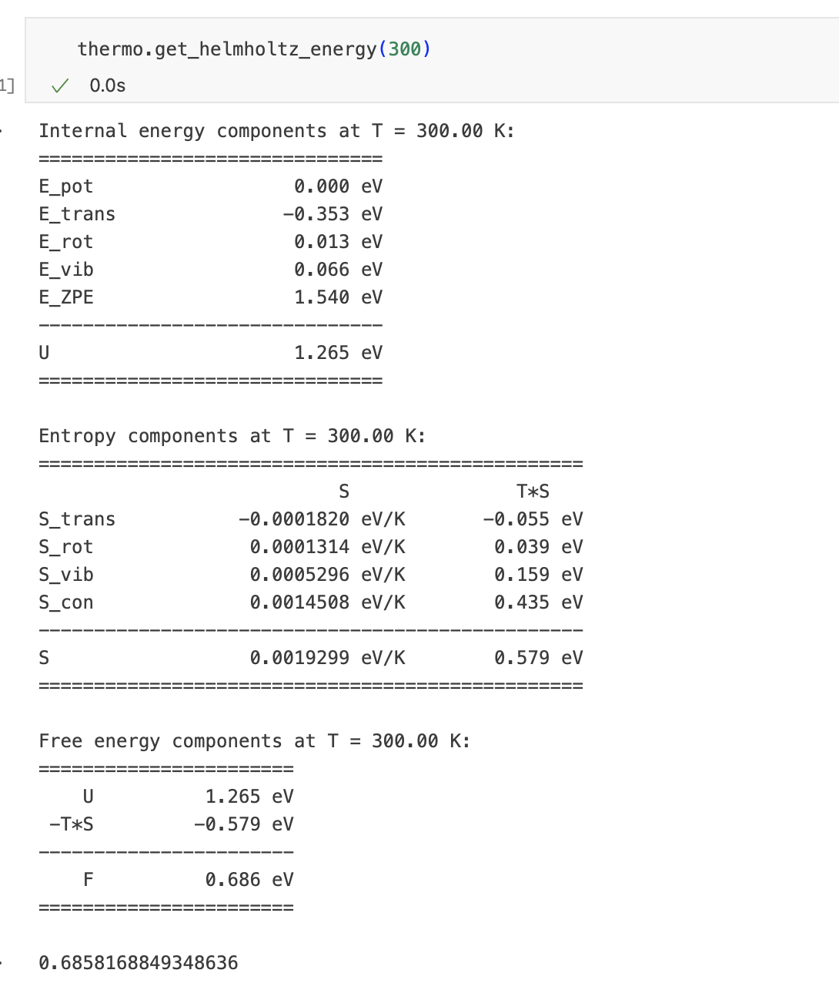 thermo.get_helmholtz_energy(300)
1] ✓ 0.0s
Internal energy components at T = 300.00 K:
===============================
E_pot                  0.000 eV
E_trans               -0.353 eV
E_rot                  0.013 eV
E_vib                  0.066 eV
E_ZPE                  1.540 eV
-------------------------------
U                      1.265 eV
===============================
Entropy components at T = 300.00 K:
=================================================
                           S               T*S
S_trans           -0.0001820 eV/K       -0.055 eV
S_rot              0.0001314 eV/K        0.039 eV
S_vib              0.0005296 eV/K        0.159 eV
S_con              0.0014508 eV/K        0.435 eV
-------------------------------------------------
S                  0.0019299 eV/K        0.579 eV
=================================================
Free energy components at T = 300.00 K:
=======================
    U          1.265 eV
 -T*S         -0.579 eV
-----------------------
    F          0.686 eV
=======================
0.6858168849348636